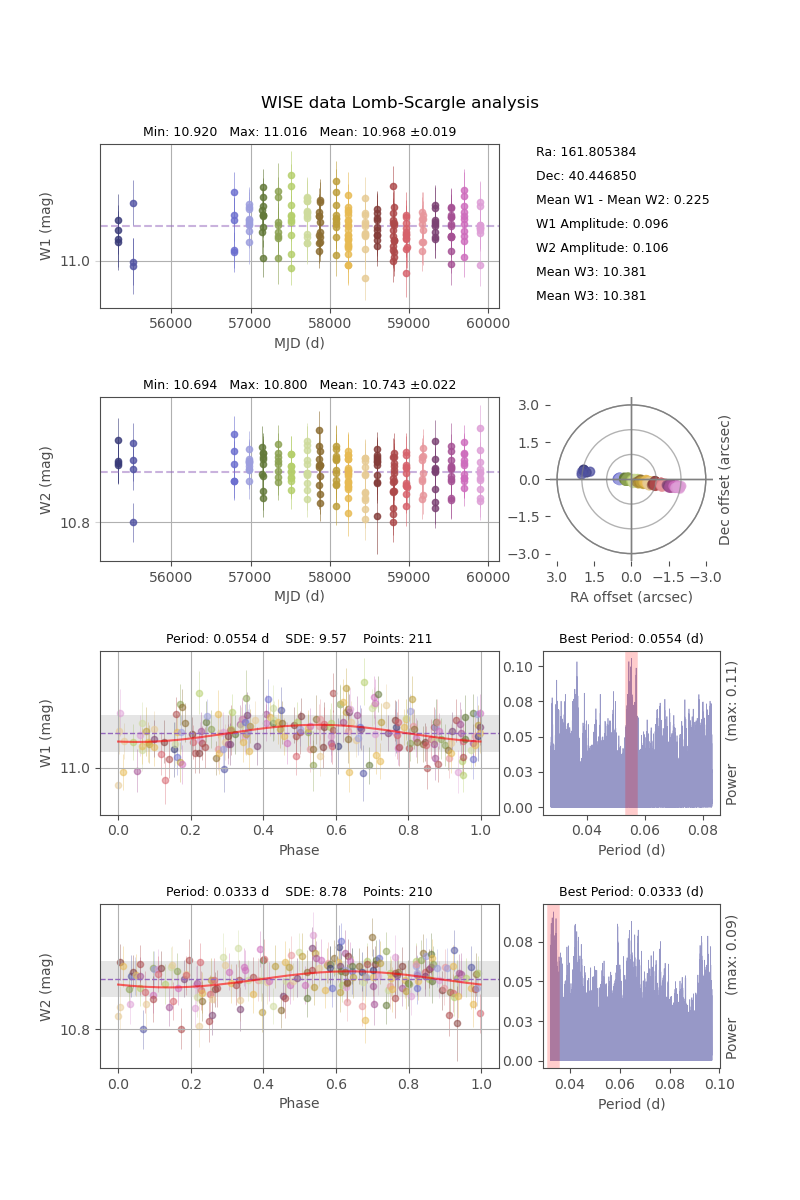 WISE data Lomb-Scargle analysis
Min: 10.920   Max: 11.016   Mean: 10.968 ±0.019
W1 (mag)
11.0
56000 57000 58000 59000 60000
MJD (d)
Ra: 161.805384
Dec: 40.446850
Mean W1 - Mean W2: 0.225
W1 Amplitude: 0.096
W2 Amplitude: 0.106
Mean W3: 10.381
Mean W3: 10.381
Min: 10.694   Max: 10.800   Mean: 10.743 ±0.022
W2 (mag)
10.8
56000 57000 58000 59000 60000
MJD (d)
3.0
1.5
0.0
−1.5
−3.0
3.0 1.5 0.0 −1.5 −3.0
RA offset (arcsec)
Dec offset (arcsec)
Period: 0.0554 d    SDE: 9.57    Points: 211
W1 (mag)
11.0
0.0 0.2 0.4 0.6 0.8 1.0
Phase
Best Period: 0.0554 (d)
0.10
0.08
0.05
0.03
0.00
0.04 0.06 0.08
Period (d)
Power    (max: 0.11)
Period: 0.0333 d    SDE: 8.78    Points: 210
W2 (mag)
10.8
0.0 0.2 0.4 0.6 0.8 1.0
Phase
Best Period: 0.0333 (d)
0.08
0.05
0.03
0.00
0.04 0.06 0.08 0.10
Period (d)
Power    (max: 0.09)